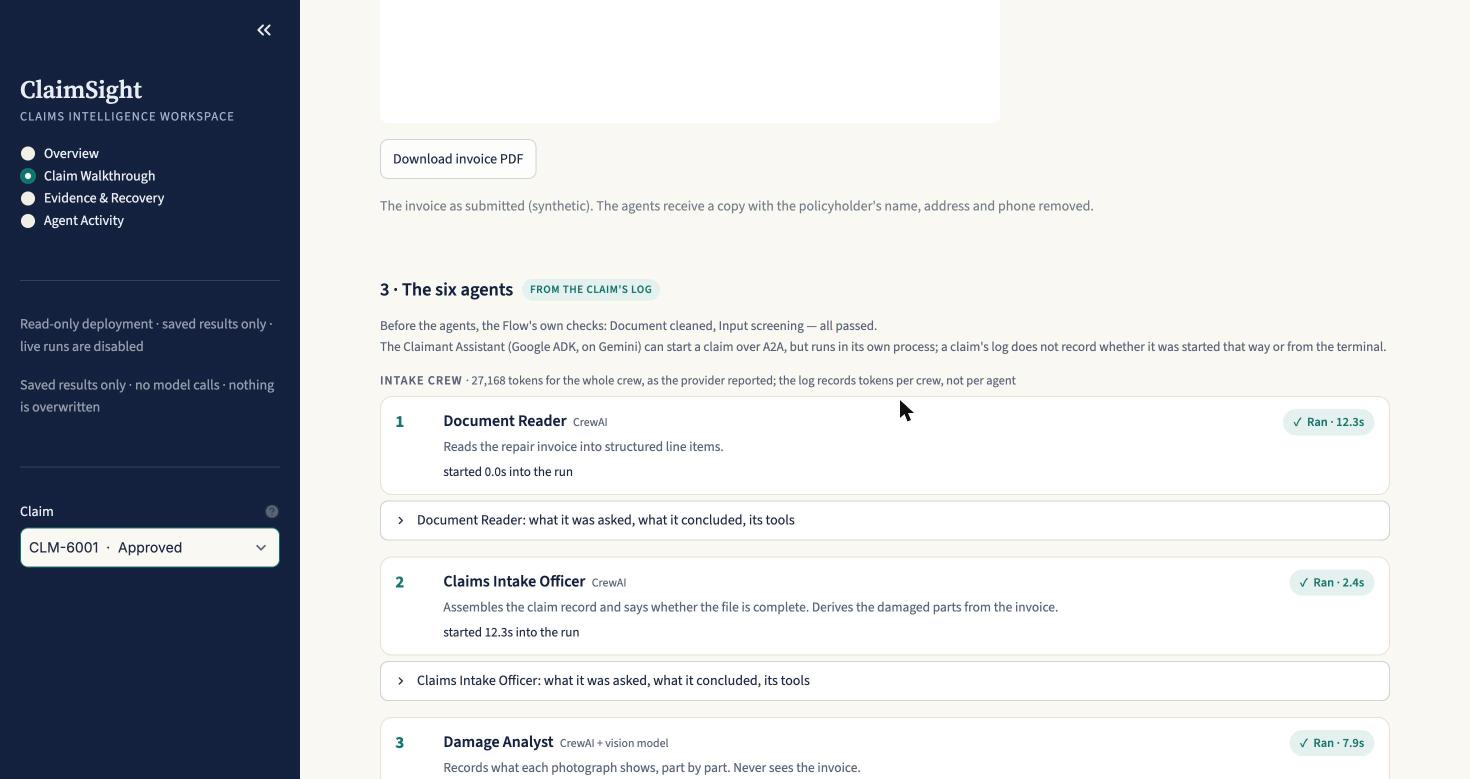 ClaimSight
CLAIMS INTELLIGENCE WORKSPACE
Overview
Claim Walkthrough
Evidence & Recovery
Agent Activity
Read-only deployment · saved results only ·
live runs are disabled
Saved results only · no model calls · nothing
is overwritten
Claim
?
CLM-6001 · Approved
Download invoice PDF
The invoice as submitted (synthetic). The agents receive a copy with the policyholder's name, address and phone removed.
3 · The six agents FROM THE CLAIM'S LOG
Before the agents, the Flow's own checks: Document cleaned, Input screening — all passed.
The Claimant Assistant (Google ADK, on Gemini) can start a claim over A2A, but runs in its own process; a claim's log does not record whether it was started that way or from the terminal.
INTAKE CREW · 27,168 tokens for the whole crew, as the provider reported; the log records tokens per crew, not per agent
1 Document Reader CrewAI ✓ Ran · 12.3s
Reads the repair invoice into structured line items.
started 0.0s into the run
Document Reader: what it was asked, what it concluded, its tools
2 Claims Intake Officer CrewAI ✓ Ran · 2.4s
Assembles the claim record and says whether the file is complete. Derives the damaged parts from the invoice.
started 12.3s into the run
Claims Intake Officer: what it was asked, what it concluded, its tools
3 Damage Analyst CrewAI + vision model ✓ Ran · 7.9s
Records what each photograph shows, part by part. Never sees the invoice.